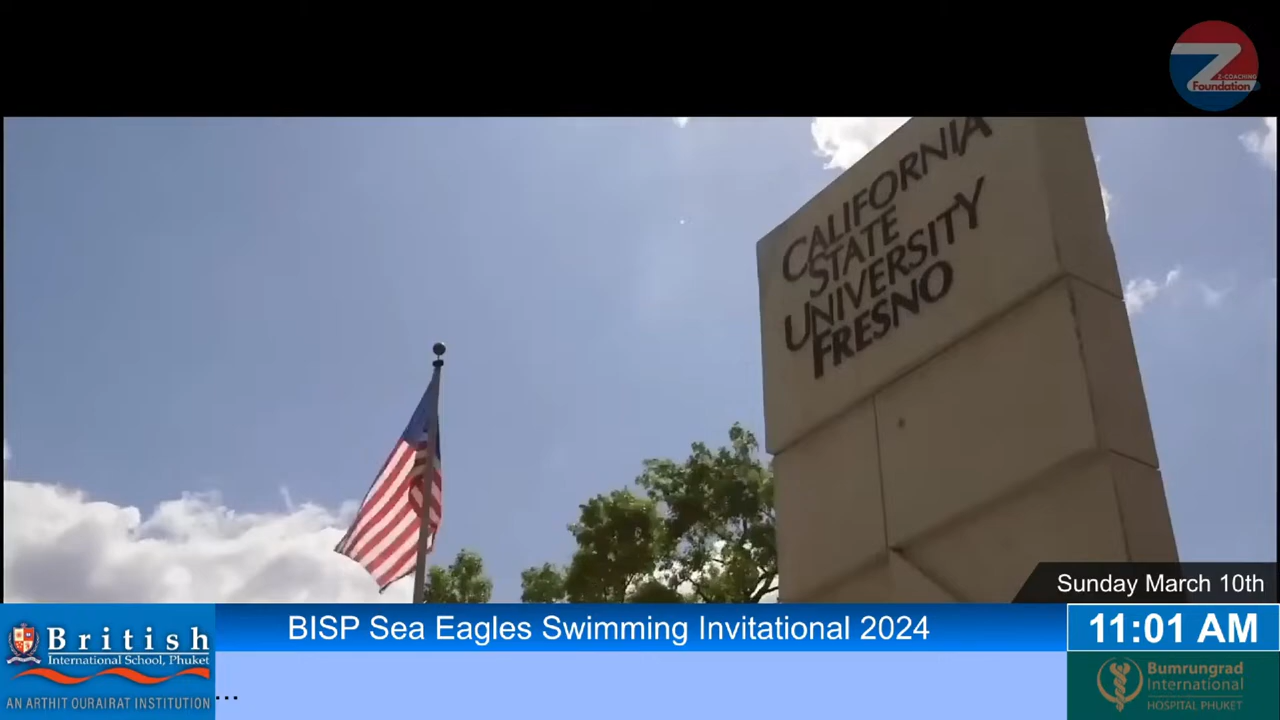 Z-COACHING
Foundation
CALIFORNIA
STATE
UNIVERSITY
FRESNO
Sunday March 10th
British
International School, Phuket
AN ARTHIT OURAIRAT INSTITUTION
BISP Sea Eagles Swimming Invitational 2024
...
11:01 AM
Bumrungrad
International
HOSPITAL PHUKET